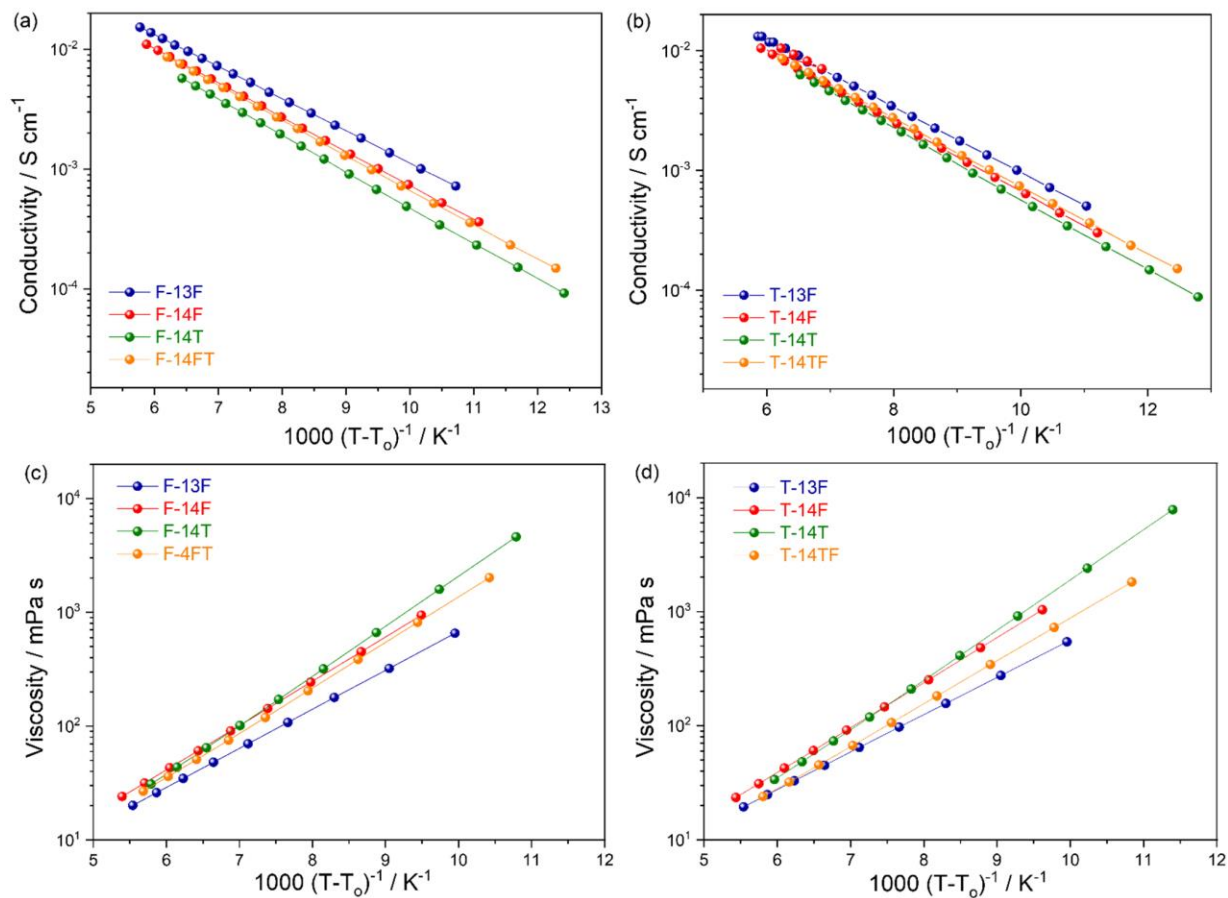 (a)
Conductivity / S cm⁻¹
10⁻²
10⁻³
10⁻⁴
F-13F
F-14F
F-14T
F-14FT
5 6 7 8 9 10 11 12 13
1000 (T-Tₒ)⁻¹ / K⁻¹
(b)
Conductivity / S cm⁻¹
10⁻²
10⁻³
10⁻⁴
T-13F
T-14F
T-14T
T-14TF
6 8 10 12
1000 (T-Tₒ)⁻¹ / K⁻¹
(c)
Viscosity / mPa s
10⁴
10³
10²
10¹
F-13F
F-14F
F-14T
F-4FT
5 6 7 8 9 10 11 12
1000 (T-Tₒ)⁻¹ / K⁻¹
(d)
Viscosity / mPa s
10⁴
10³
10²
10¹
T-13F
T-14F
T-14T
T-14TF
5 6 7 8 9 10 11 12
1000 (T-Tₒ)⁻¹ / K⁻¹